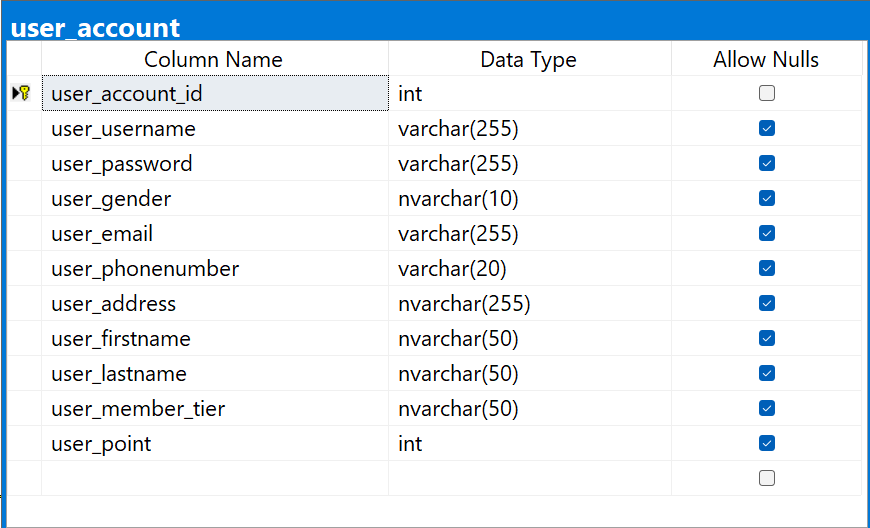 user_account
Column Name Data Type Allow Nulls
user_account_id int
user_username varchar(255)
user_password varchar(255)
user_gender nvarchar(10)
user_email varchar(255)
user_phonenumber varchar(20)
user_address nvarchar(255)
user_firstname nvarchar(50)
user_lastname nvarchar(50)
user_member_tier nvarchar(50)
user_point int